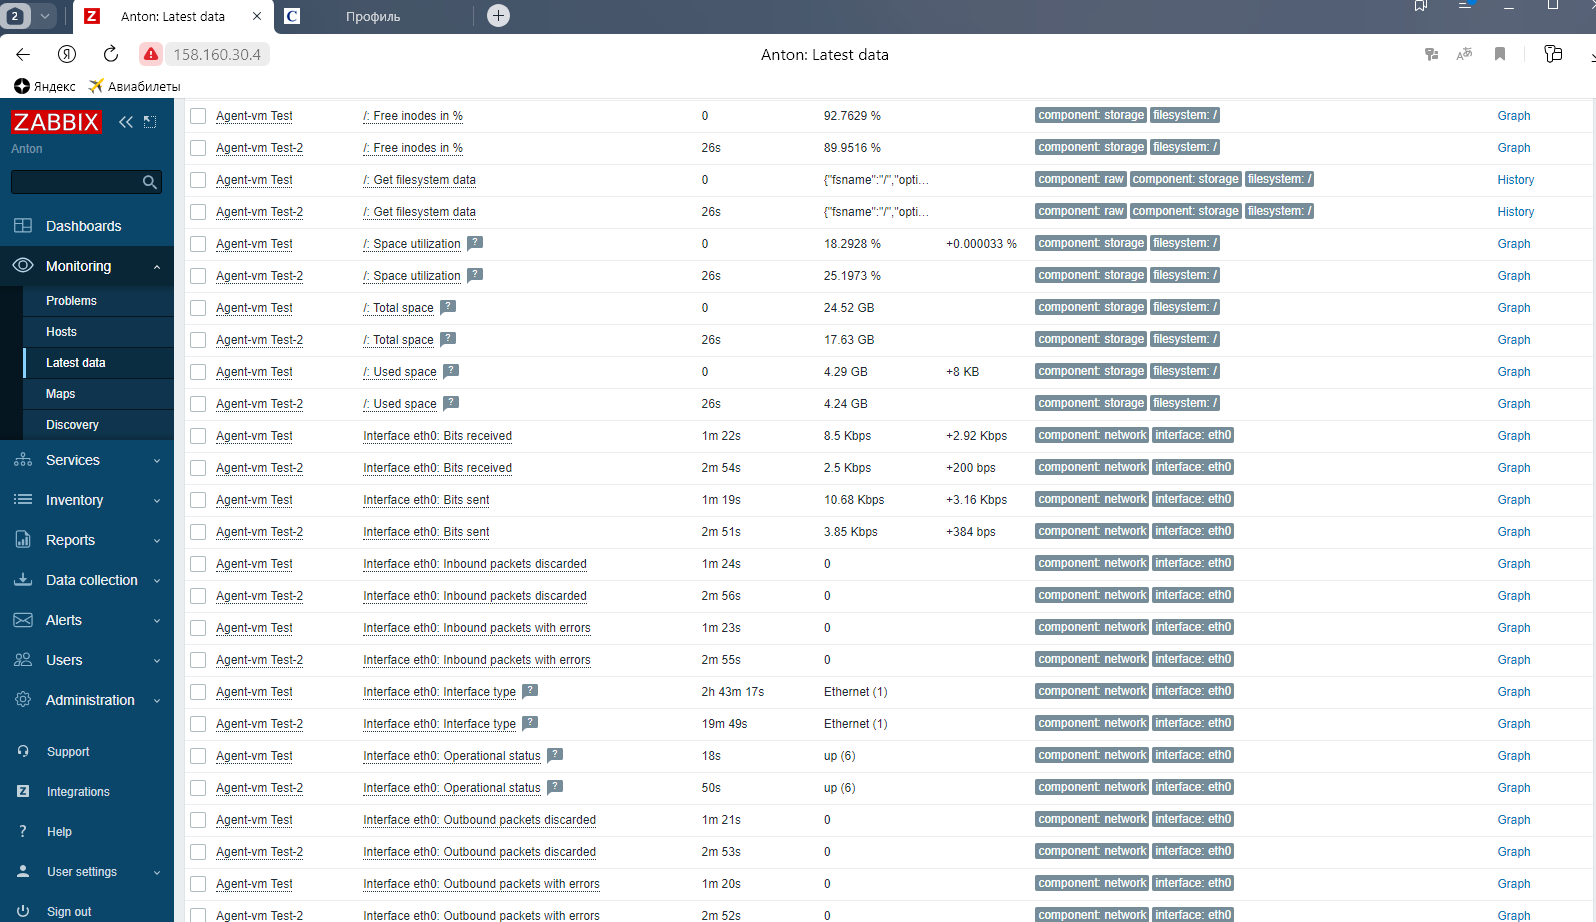 2 Anton: Latest data C Профиль
158.160.30.4 Anton: Latest data
Яндекс Авиабилеты
ZABBIX
Anton
Dashboards
Monitoring
Problems
Hosts
Latest data
Maps
Discovery
Services
Inventory
Reports
Data collection
Alerts
Users
Administration
Support
Integrations
Help
User settings
Sign out
Agent-vm Test /: Free inodes in % 0 92.7629 % component: storage filesystem: / Graph
Agent-vm Test-2 /: Free inodes in % 26s 89.9516 % component: storage filesystem: / Graph
Agent-vm Test /: Get filesystem data 0 {"fsname":"/","opti... component: raw component: storage filesystem: / History
Agent-vm Test-2 /: Get filesystem data 26s {"fsname":"/","opti... component: raw component: storage filesystem: / History
Agent-vm Test /: Space utilization ? 0 18.2928 % +0.000033 % component: storage filesystem: / Graph
Agent-vm Test-2 /: Space utilization ? 26s 25.1973 % component: storage filesystem: / Graph
Agent-vm Test /: Total space ? 0 24.52 GB component: storage filesystem: / Graph
Agent-vm Test-2 /: Total space ? 26s 17.63 GB component: storage filesystem: / Graph
Agent-vm Test /: Used space ? 0 4.29 GB +8 KB component: storage filesystem: / Graph
Agent-vm Test-2 /: Used space ? 26s 4.24 GB component: storage filesystem: / Graph
Agent-vm Test Interface eth0: Bits received 1m 22s 8.5 Kbps +2.92 Kbps component: network interface: eth0 Graph
Agent-vm Test-2 Interface eth0: Bits received 2m 54s 2.5 Kbps +200 bps component: network interface: eth0 Graph
Agent-vm Test Interface eth0: Bits sent 1m 19s 10.68 Kbps +3.16 Kbps component: network interface: eth0 Graph
Agent-vm Test-2 Interface eth0: Bits sent 2m 51s 3.85 Kbps +384 bps component: network interface: eth0 Graph
Agent-vm Test Interface eth0: Inbound packets discarded 1m 24s 0 component: network interface: eth0 Graph
Agent-vm Test-2 Interface eth0: Inbound packets discarded 2m 56s 0 component: network interface: eth0 Graph
Agent-vm Test Interface eth0: Inbound packets with errors 1m 23s 0 component: network interface: eth0 Graph
Agent-vm Test-2 Interface eth0: Inbound packets with errors 2m 55s 0 component: network interface: eth0 Graph
Agent-vm Test Interface eth0: Interface type ? 2h 43m 17s Ethernet (1) component: network interface: eth0 Graph
Agent-vm Test-2 Interface eth0: Interface type ? 19m 49s Ethernet (1) component: network interface: eth0 Graph
Agent-vm Test Interface eth0: Operational status ? 18s up (6) component: network interface: eth0 Graph
Agent-vm Test-2 Interface eth0: Operational status ? 50s up (6) component: network interface: eth0 Graph
Agent-vm Test Interface eth0: Outbound packets discarded 1m 21s 0 component: network interface: eth0 Graph
Agent-vm Test-2 Interface eth0: Outbound packets discarded 2m 53s 0 component: network interface: eth0 Graph
Agent-vm Test Interface eth0: Outbound packets with errors 1m 20s 0 component: network interface: eth0 Graph
Agent-vm Test-2 Interface eth0: Outbound packets with errors 2m 52s 0 component: network interface: eth0 Graph